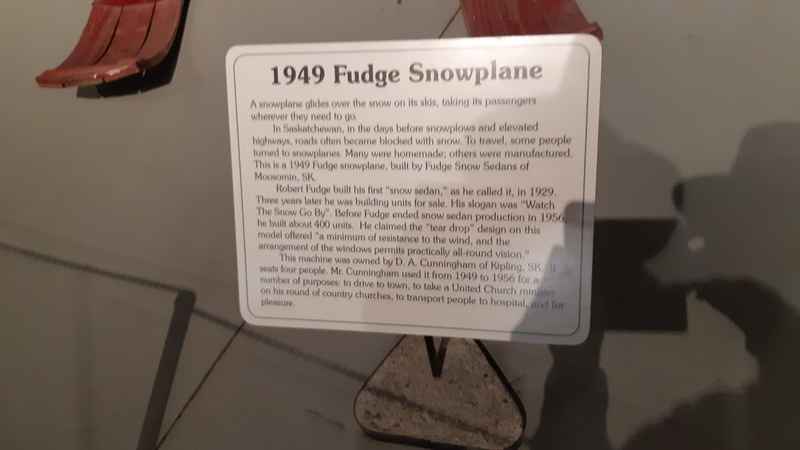 1949 Fudge Snowplane
A snowplane glides over the snow on its skis, taking its passengers
wherever they need to go.
In Saskatchewan, in the days before snowplows and elevated
highways, roads often became blocked with snow. To travel, some people
turned to snowplanes. Many were homemade; others were manufactured.
This is a 1949 Fudge snowplane, built by Fudge Snow Sedans of
Moosomin, SK.
Robert Fudge built his first "snow sedan," as he called it, in 1929.
Three years later he was building units for sale. His slogan was "Watch
The Snow Go By". Before Fudge ended snow sedan production in 1956,
he built about 400 units. He claimed the "tear drop" design on this
model offered "a minimum of resistance to the wind, and the
arrangement of the windows permits practically all-round vision."
This machine was owned by D. A. Cunningham of Kipling, SK. It
seats four people. Mr. Cunningham used it from 1949 to 1956 for a
number of purposes: to drive to town, to take a United Church minister
on his round of country churches, to transport people to hospital, and for
pleasure.